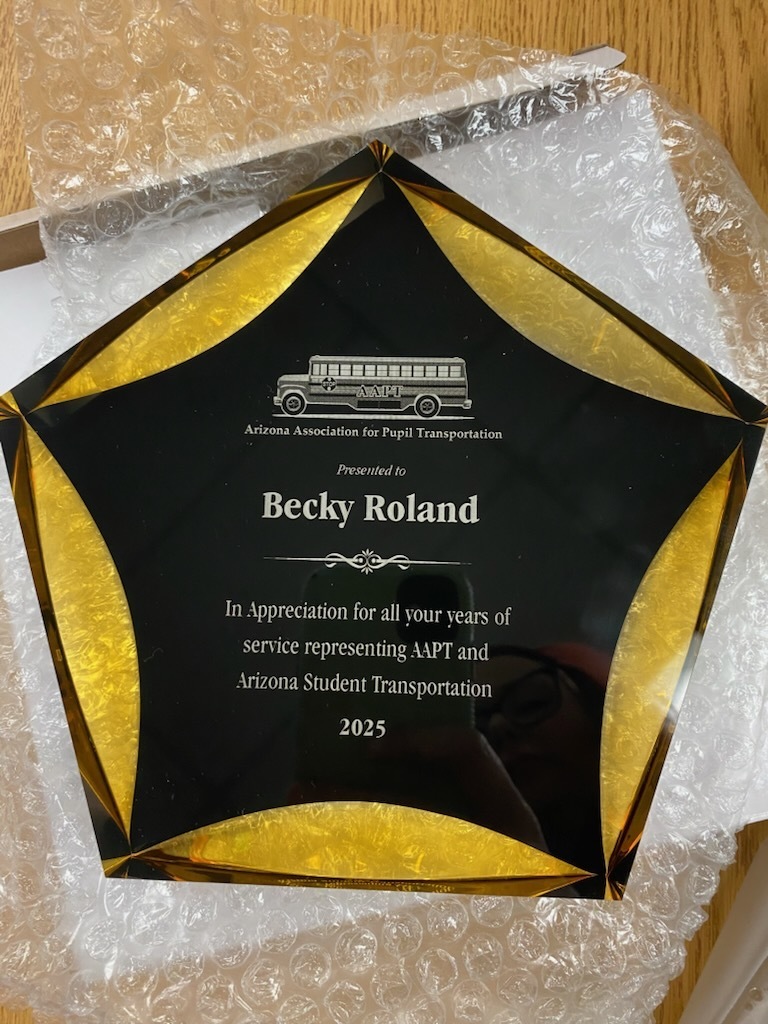 STOP
AAPT
Arizona Association for Pupil Transportation
Presented to
Becky Roland
In Appreciation for all your years of
service representing AAPT and
Arizona Student Transportation
2025